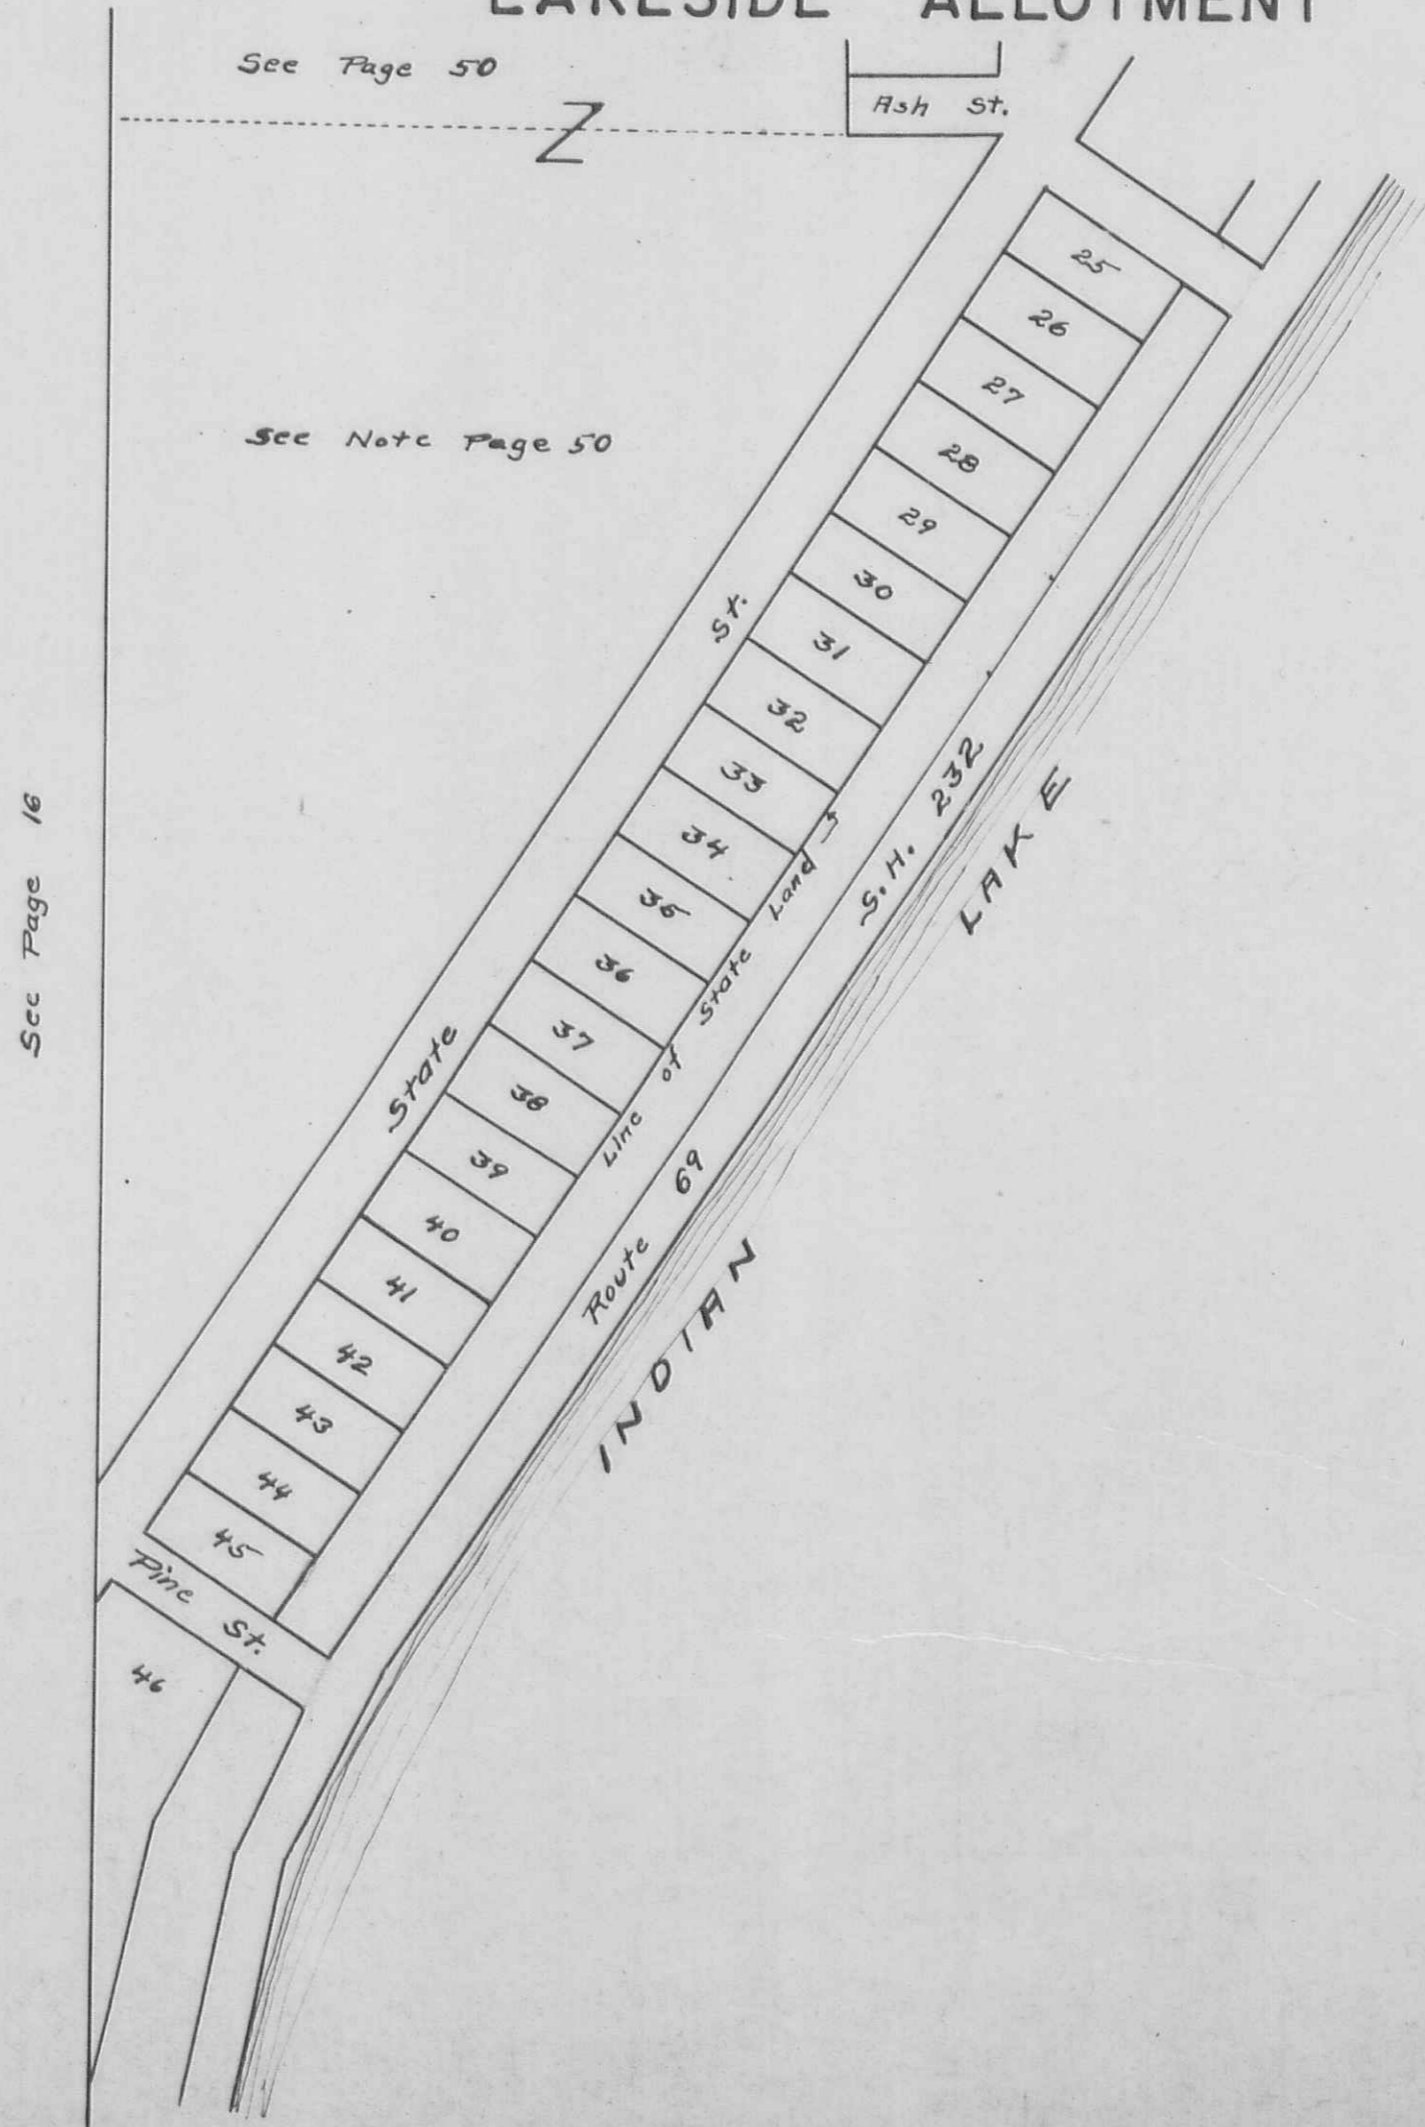 LAKESIDE ALLOTMENT
See Page 50
Ash St.
Z
See Note Page 50
25
26
27
28
29
30
31
32
33
34
35
36
37
38
39
40
41
42
43
44
45
46
State St.
Line of State Land
Route 69 S.H. 232
INDIAN LAKE
Pine St.
See Page 16